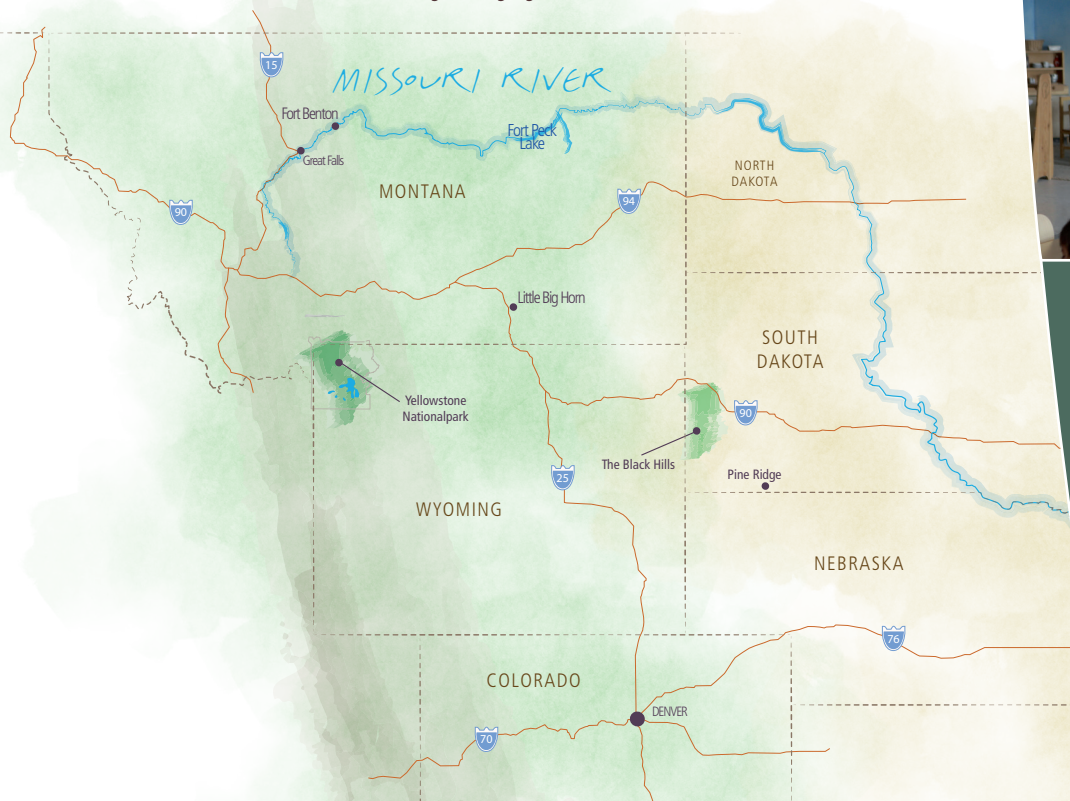 15
MISSOURI RIVER
Fort Benton
Fort Peck
Lake
Great Falls
NORTH
DAKOTA
MONTANA
94
90
Little Big Horn
SOUTH
DAKOTA
Yellowstone
Nationalpark
90
The Black Hills
Pine Ridge
25
WYOMING
NEBRASKA
76
COLORADO
DENVER
70